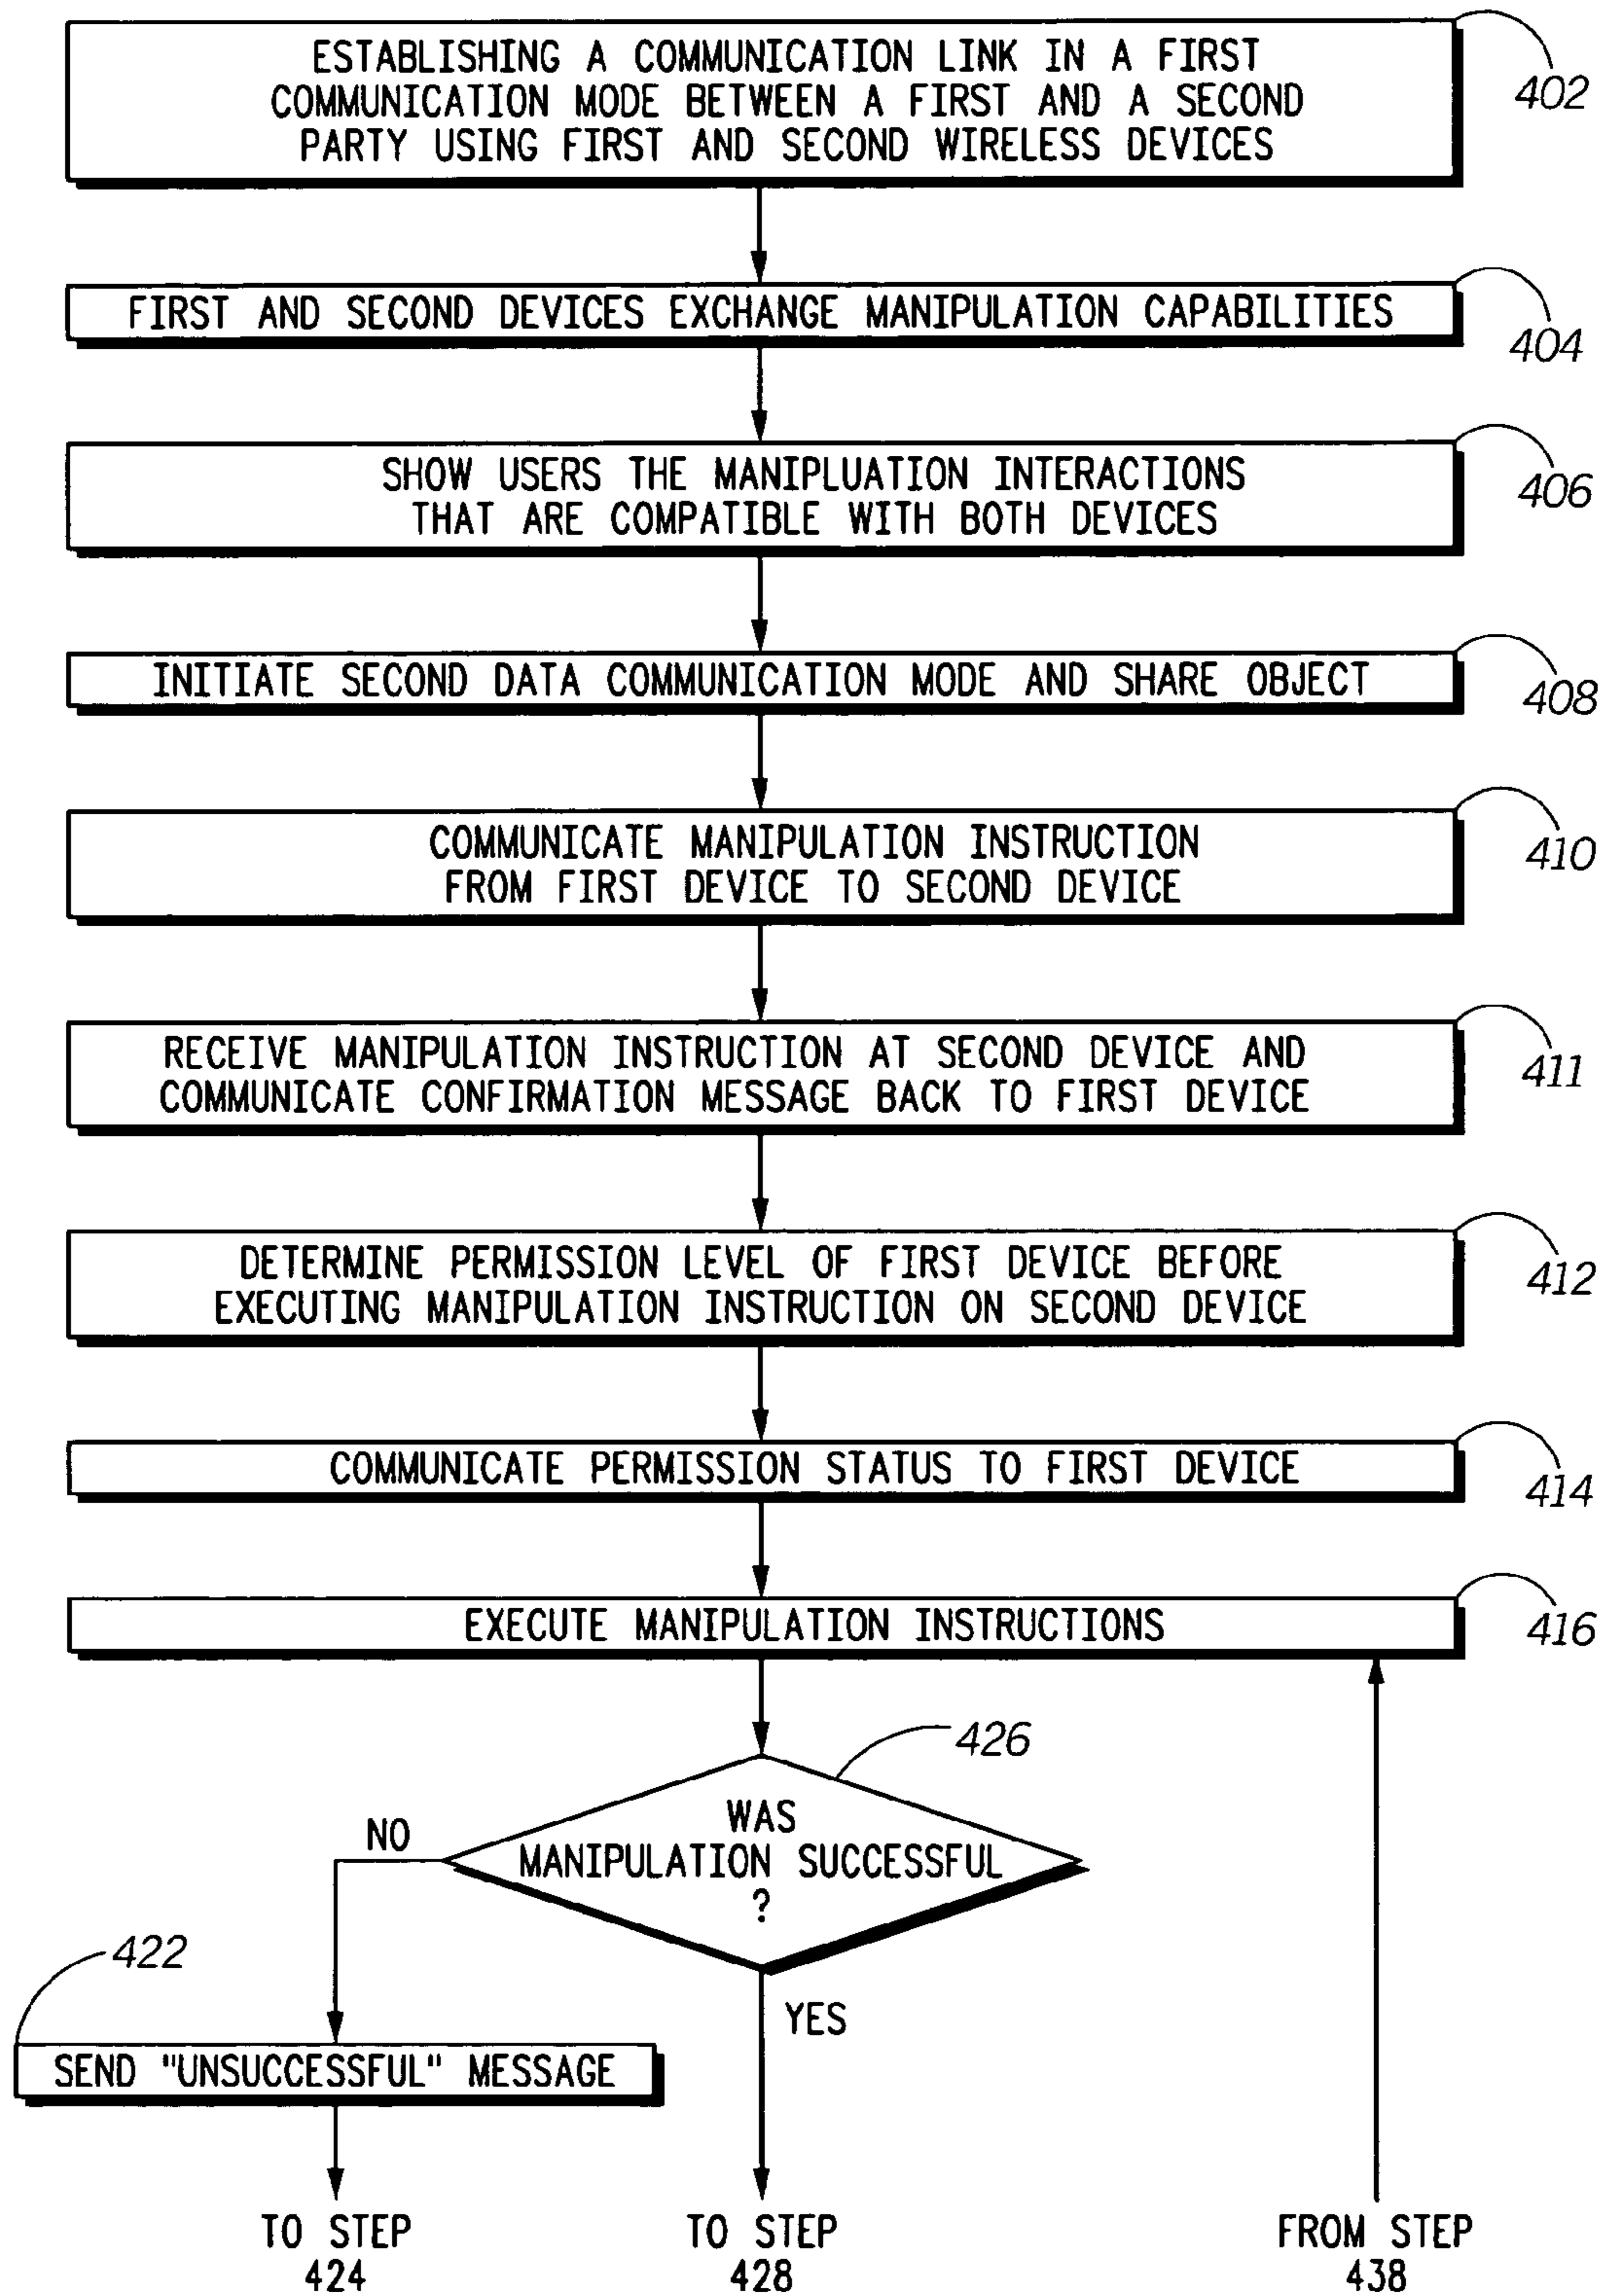 ESTABLISHING A COMMUNICATION LINK IN A FIRST
COMMUNICATION MODE BETWEEN A FIRST AND A SECOND
PARTY USING FIRST AND SECOND WIRELESS DEVICES
402
FIRST AND SECOND DEVICES EXCHANGE MANIPULATION CAPABILITIES
404
SHOW USERS THE MANIPLUATION INTERACTIONS
THAT ARE COMPATIBLE WITH BOTH DEVICES
406
INITIATE SECOND DATA COMMUNICATION MODE AND SHARE OBJECT
408
COMMUNICATE MANIPULATION INSTRUCTION
FROM FIRST DEVICE TO SECOND DEVICE
410
RECEIVE MANIPULATION INSTRUCTION AT SECOND DEVICE AND
COMMUNICATE CONFIRMATION MESSAGE BACK TO FIRST DEVICE
411
DETERMINE PERMISSION LEVEL OF FIRST DEVICE BEFORE
EXECUTING MANIPULATION INSTRUCTION ON SECOND DEVICE
412
COMMUNICATE PERMISSION STATUS TO FIRST DEVICE
414
EXECUTE MANIPULATION INSTRUCTIONS
416
426
WAS
MANIPULATION SUCCESSFUL
?
NO
YES
422
SEND "UNSUCCESSFUL" MESSAGE
TO STEP
424
TO STEP
428
FROM STEP
438